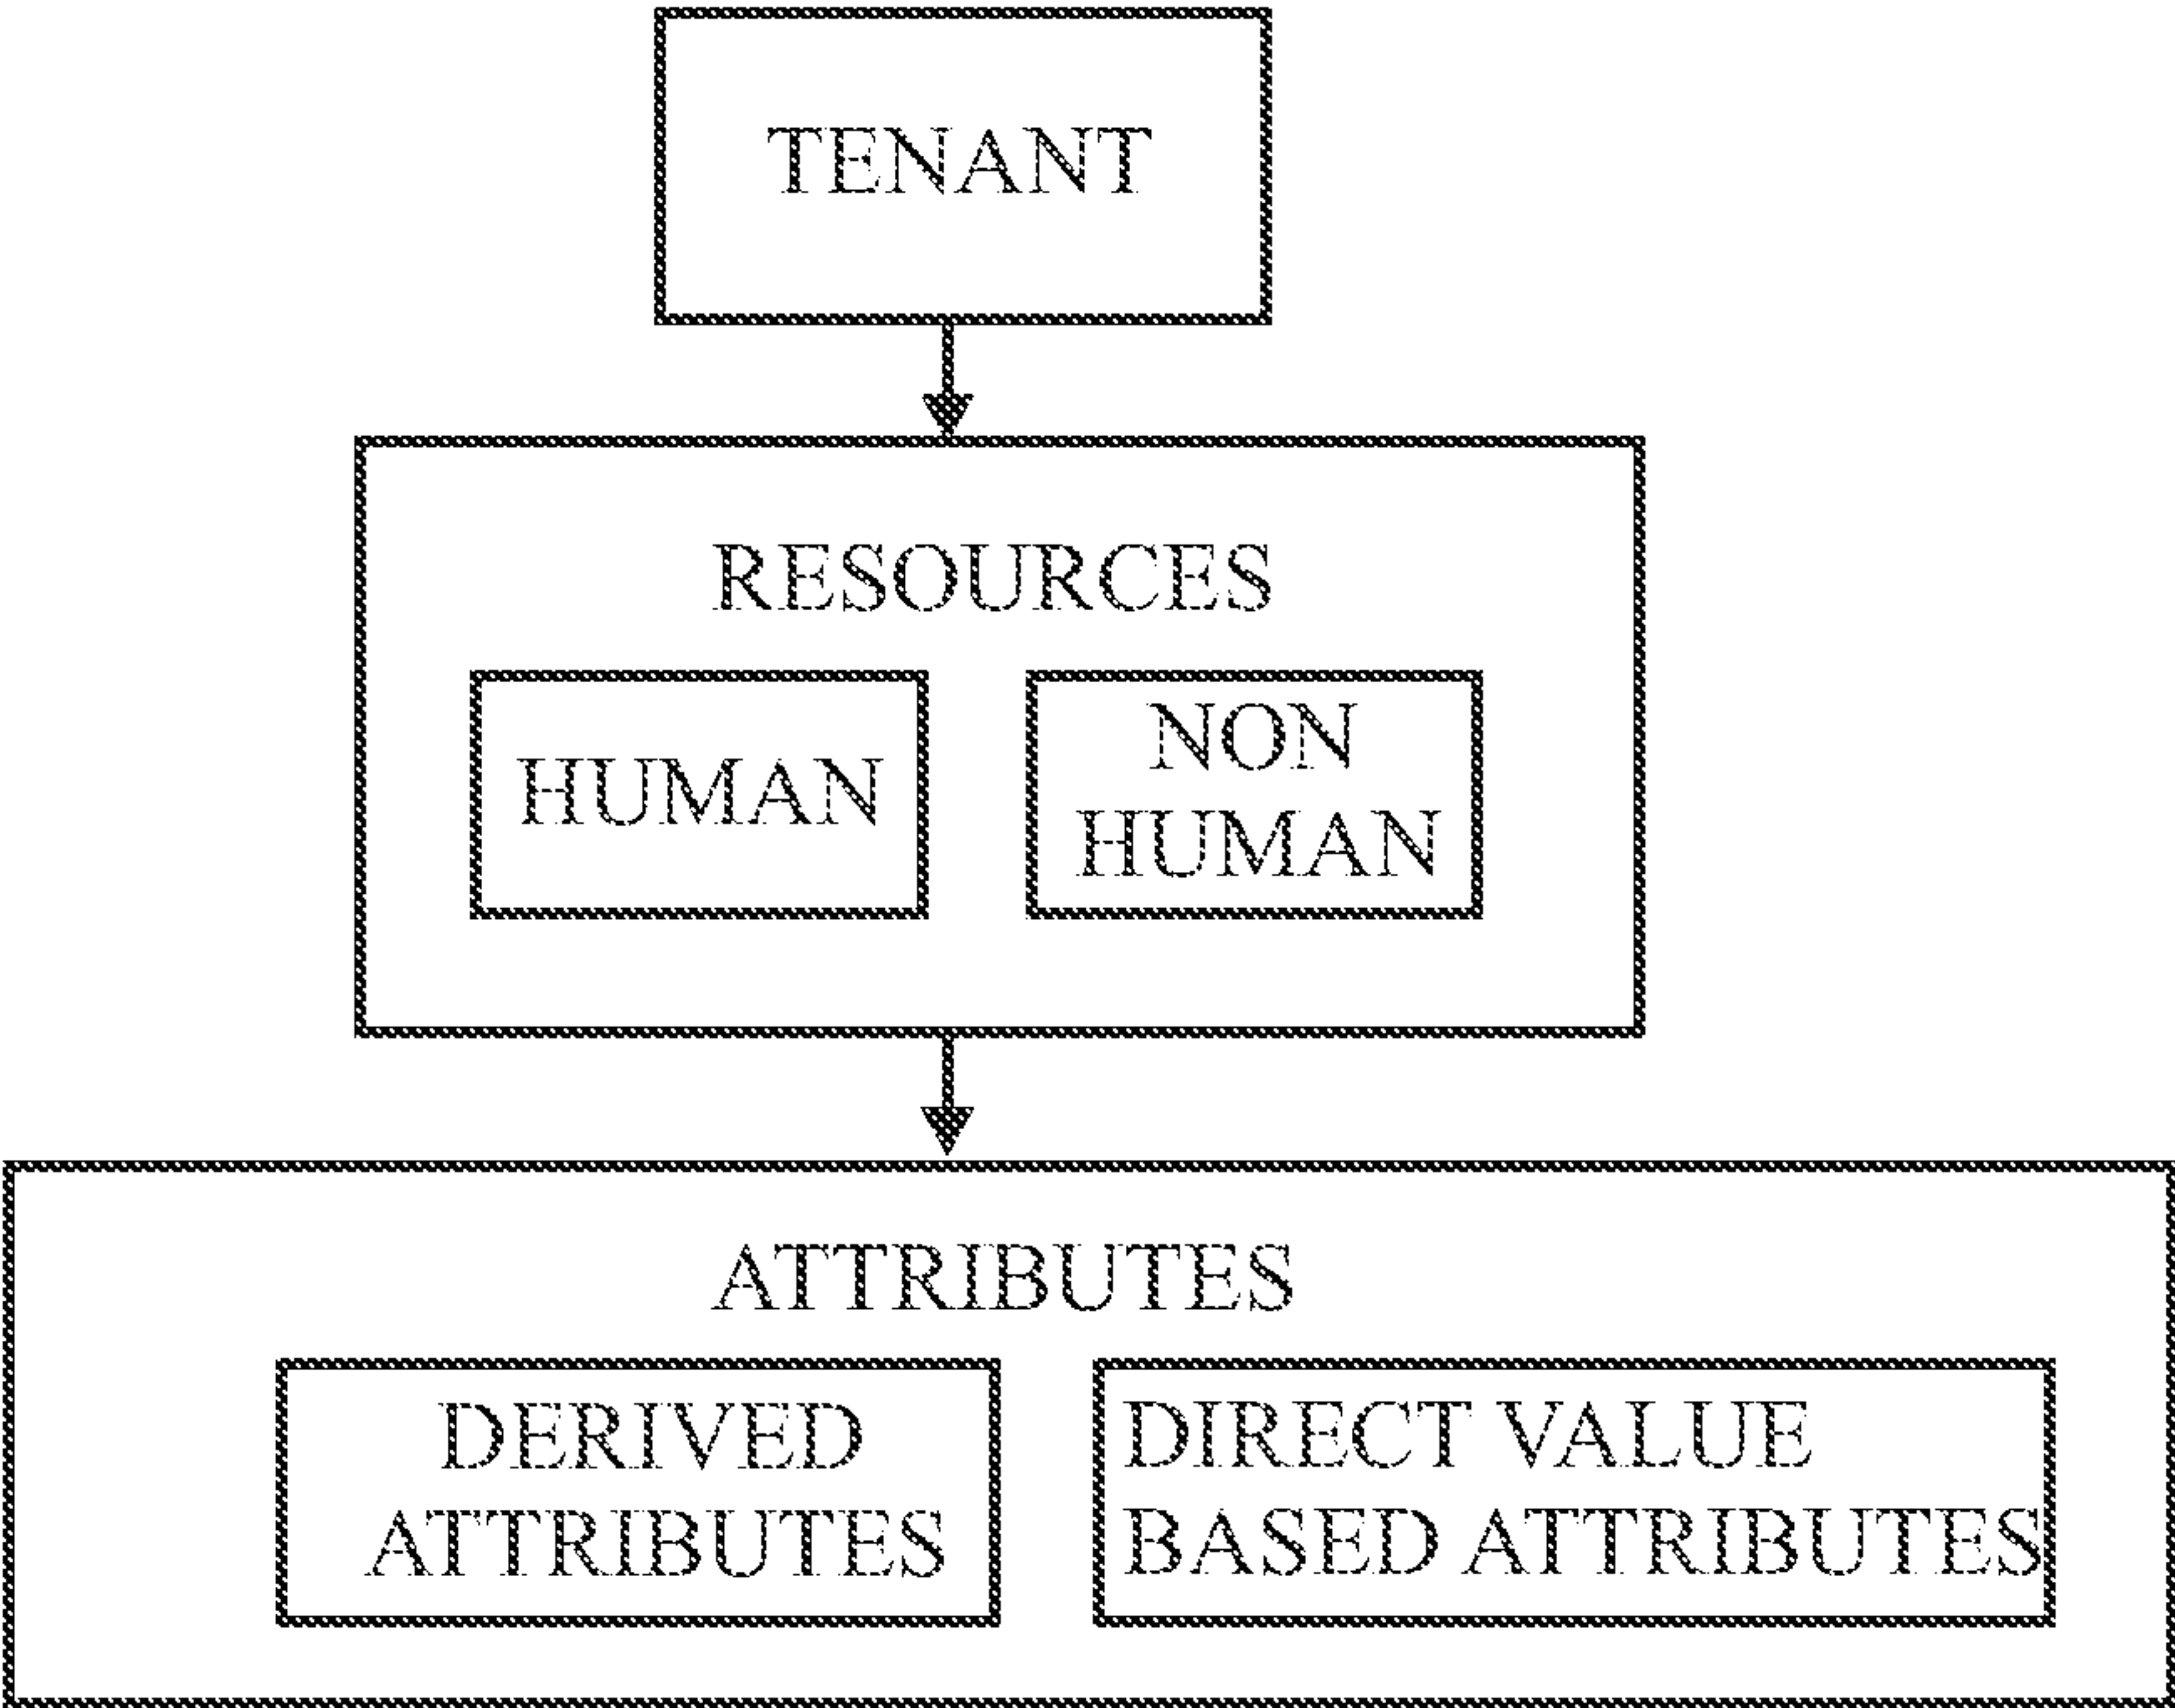 TENANT
RESOURCES
HUMAN
NON
HUMAN
ATTRIBUTES
DERIVED
ATTRIBUTES
DIRECT VALUE
BASED ATTRIBUTES